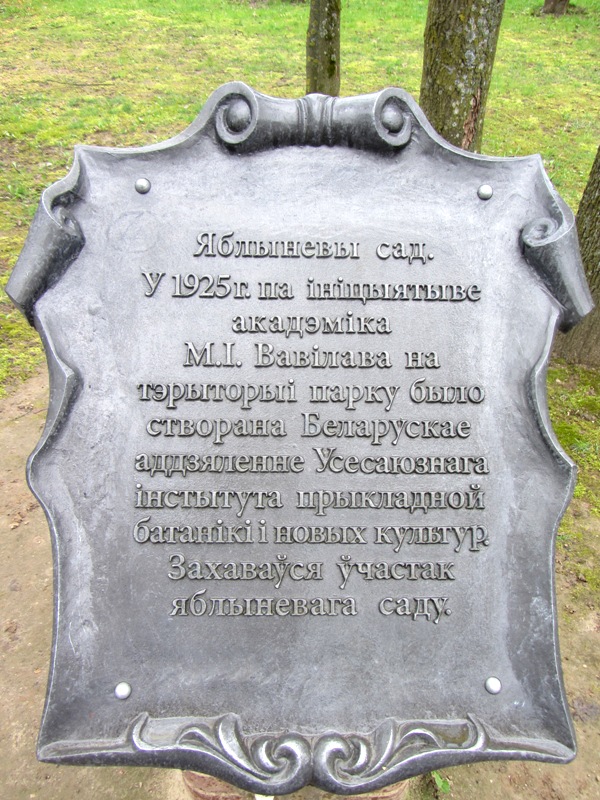 Яблыневы сад.
У 1925 г. па ініцыятыве
акадэміка
М.І. Вавілава на
тэрыторыі парку было
створана Беларускае
аддзяленне Усесаюзнага
інстытута прыкладной
батанікі і новых культур.
Захаваўся ўчастак
яблыневага саду.